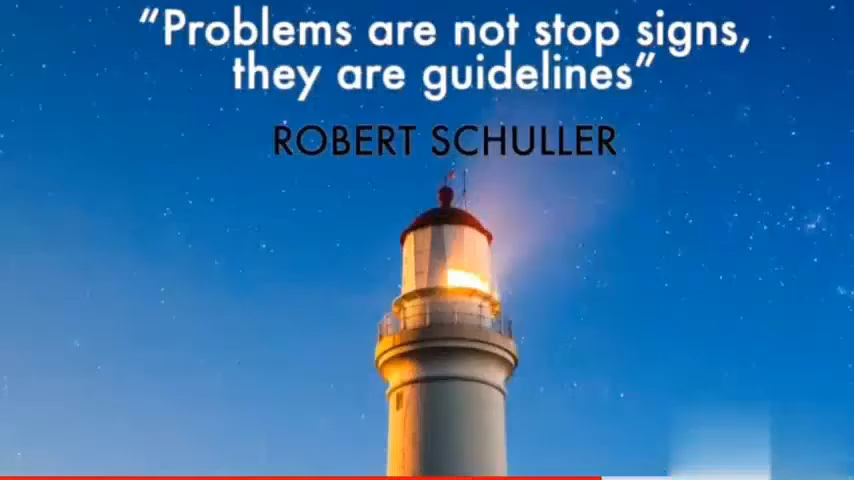 “Problems are not stop signs,
they are guidelines”
ROBERT SCHULLER